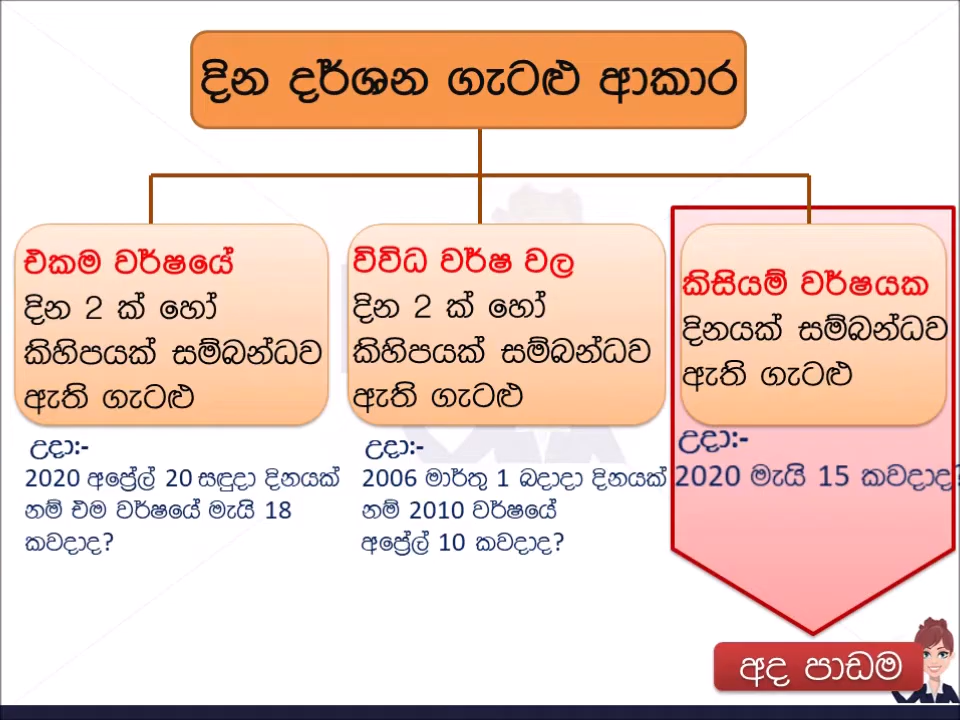 දින දර්ශන ගැටළු ආකාර
එකම වර්ෂයේ
දින 2 ක් හෝ
කිහිපයක් සම්බන්ධව
ඇති ගැටළු
උදා:-
2020 අප්‍රේල් 20 සඳුදා දිනයක්
නම් එම වර්ෂයේ මැයි 18
කවදාද?
විවිධ වර්ෂ වල
දින 2 ක් හෝ
කිහිපයක් සම්බන්ධව
ඇති ගැටළු
උදා:-
2006 මාර්තු 1 බදාදා දිනයක්
නම් 2010 වර්ෂයේ
අප්‍රේල් 10 කවදාද?
කිසියම් වර්ෂයක
දිනයක් සම්බන්ධව
ඇති ගැටළු
උදා:-
2020 මැයි 15 කවදාද?
අද පාඩම